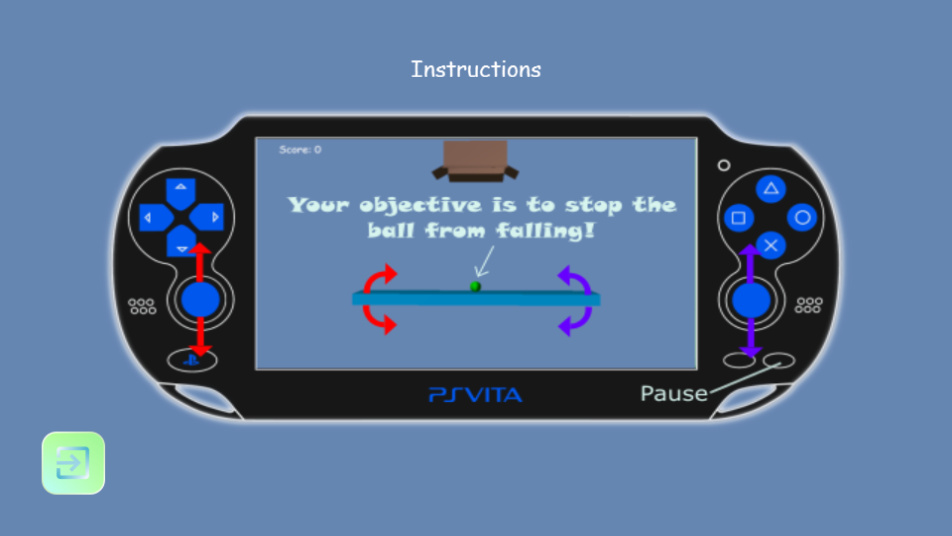 Instructions
Score: 0
Your objective is to stop the
ball from falling!
PSVITA
Pause